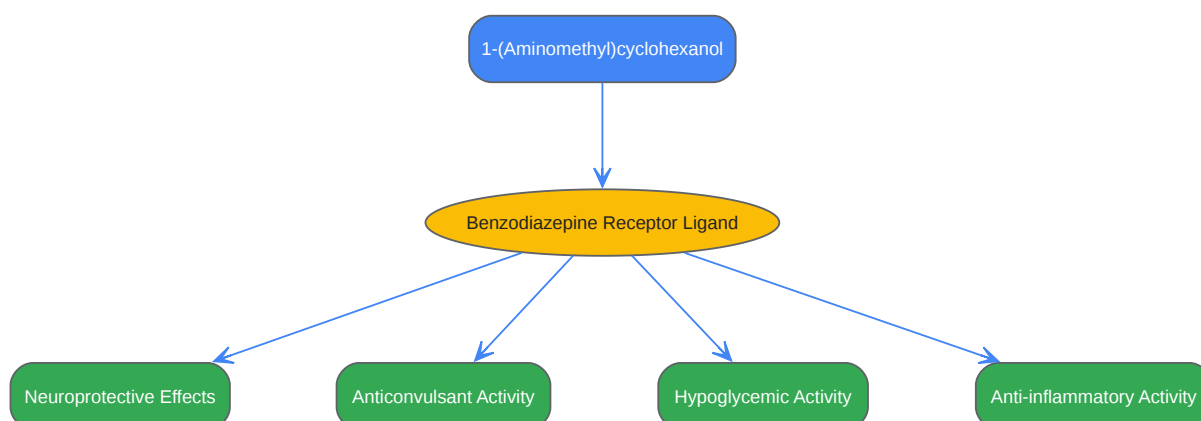 1-(Aminomethyl)cyclohexanol
Benzodiazepine Receptor Ligand
Neuroprotective Effects
Anticonvulsant Activity
Hypoglycemic Activity
Anti-inflammatory Activity